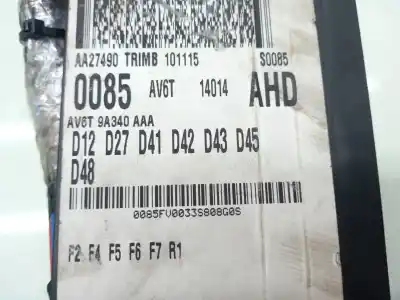 AA27490 TRIMB 101115 S0085
0085 AV6T 14014 AHD
AV6T 9A340 AAA
D12 D27 D41 D42 D43 D45
D48
0085FV0033S808G0S
F2 F4 F5 F6 F7 R1